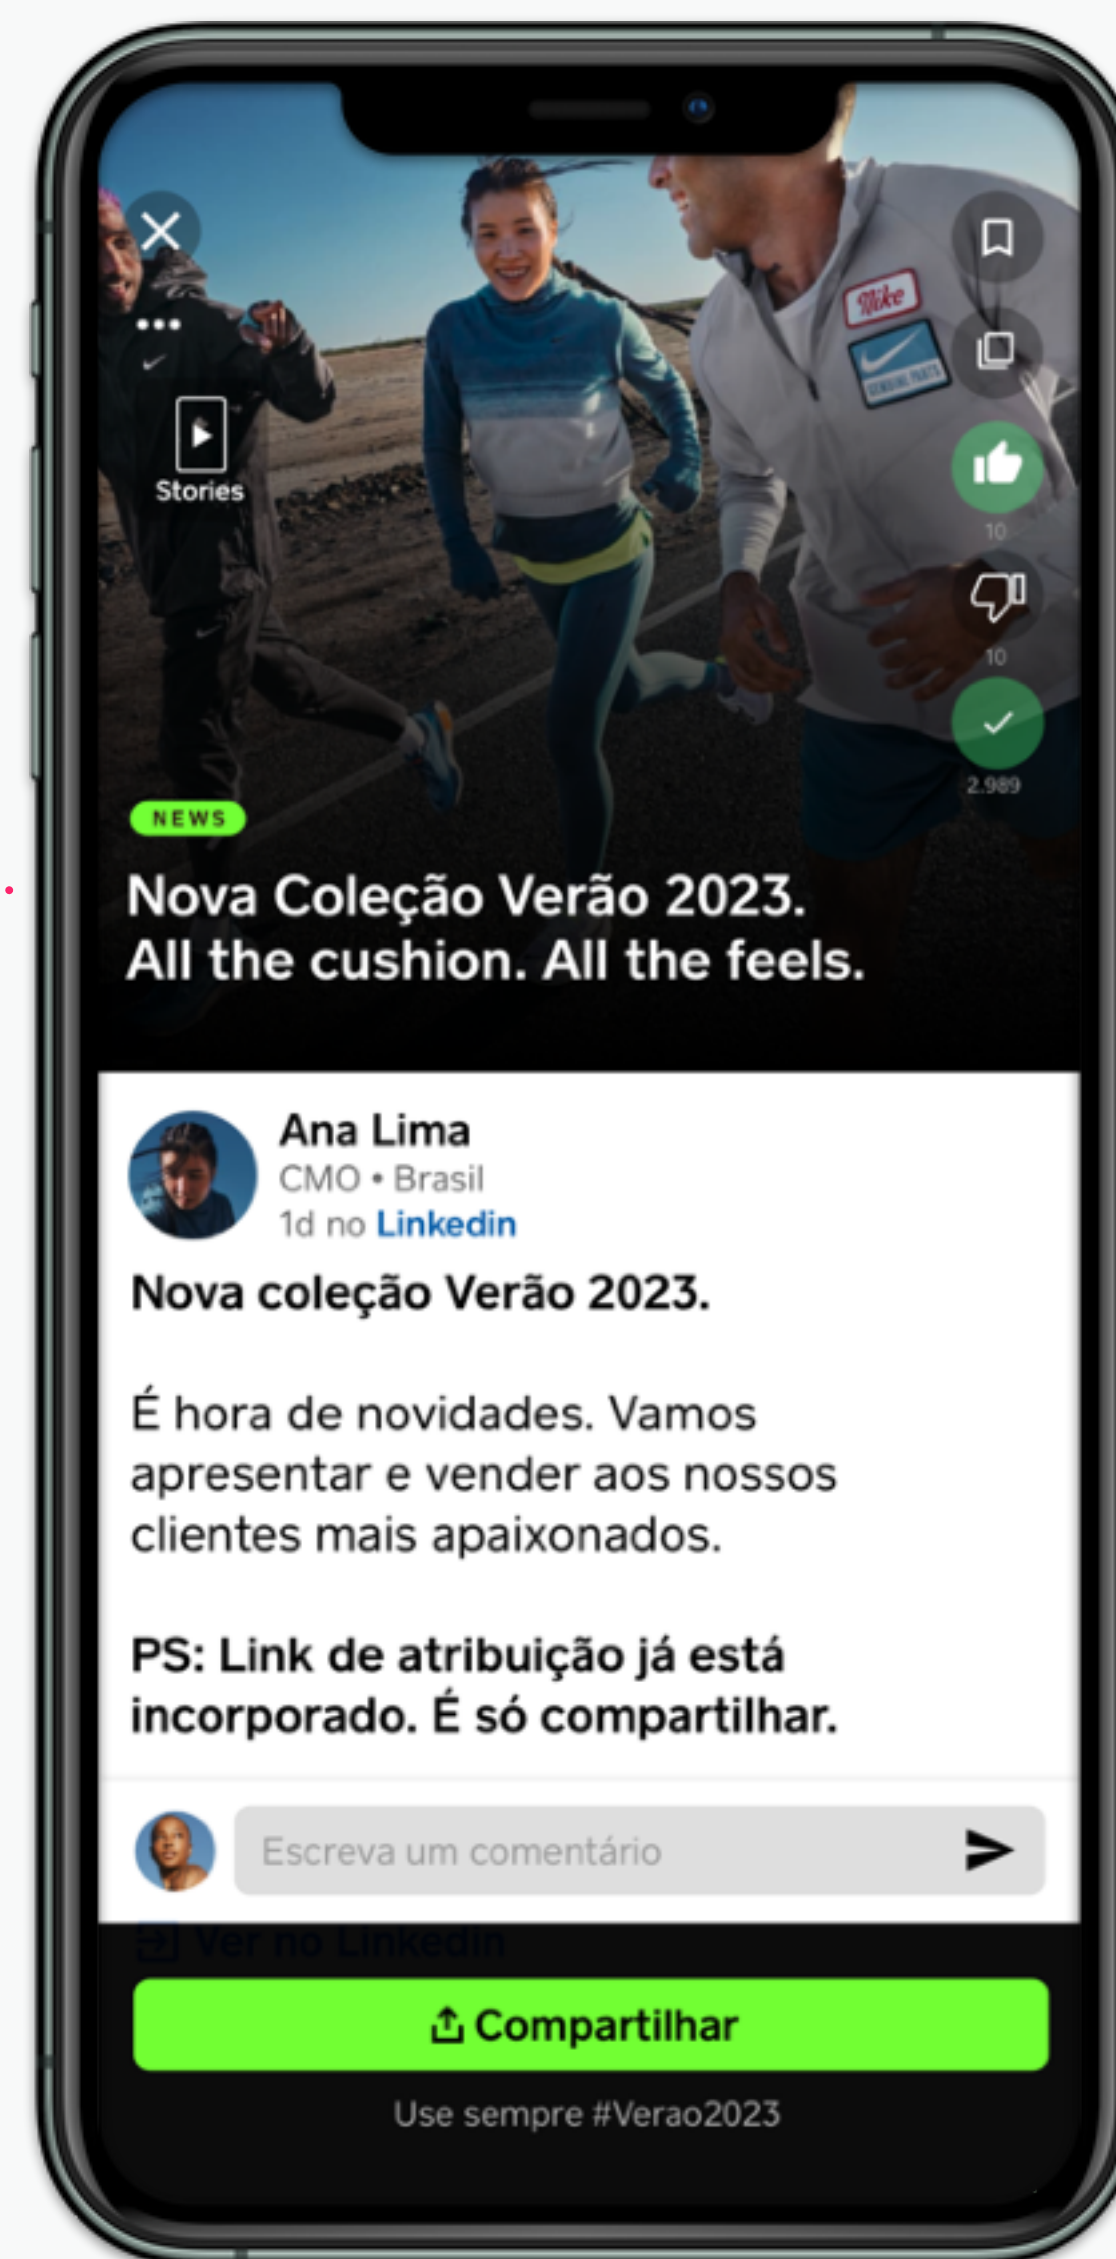 Nike
GENUINE PARTS
Stories
10
10
2.989
NEWS
Nova Coleção Verão 2023.
All the cushion. All the feels.
Ana Lima
CMO • Brasil
1d no Linkedin
Nova coleção Verão 2023.
É hora de novidades. Vamos
apresentar e vender aos nossos
clientes mais apaixonados.
PS: Link de atribuição já está
incorporado. É só compartilhar.
Escreva um comentário
Ver no Linkedin
Compartilhar
Use sempre #Verao2023